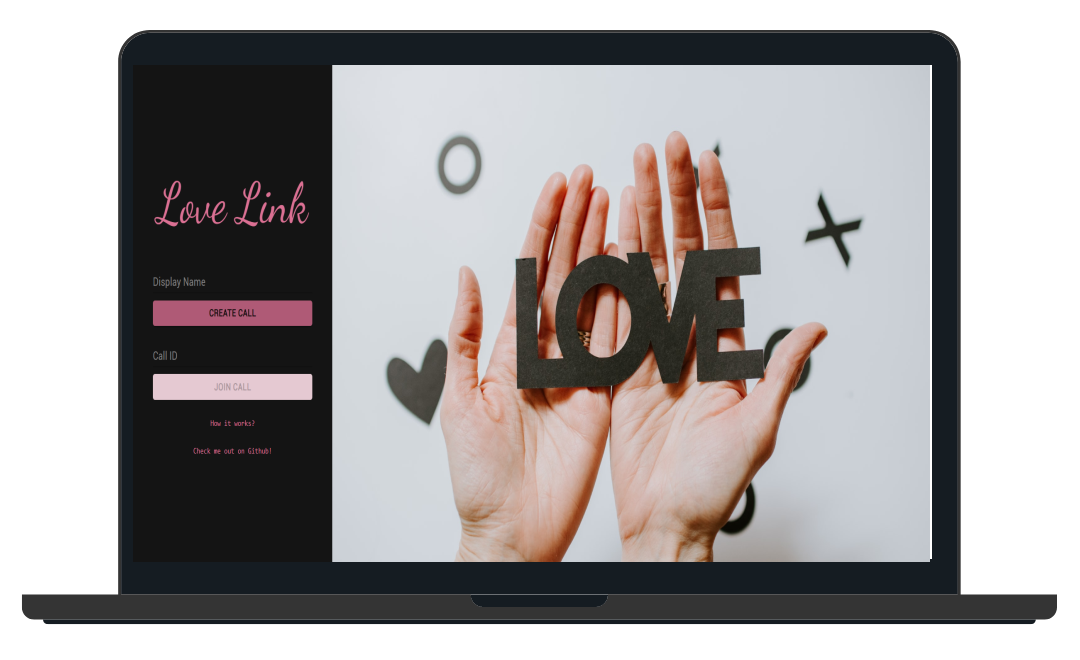 Love Link
Display Name
CREATE CALL
Call ID
JOIN CALL
How it works?
Check me out on Github!
LOVE